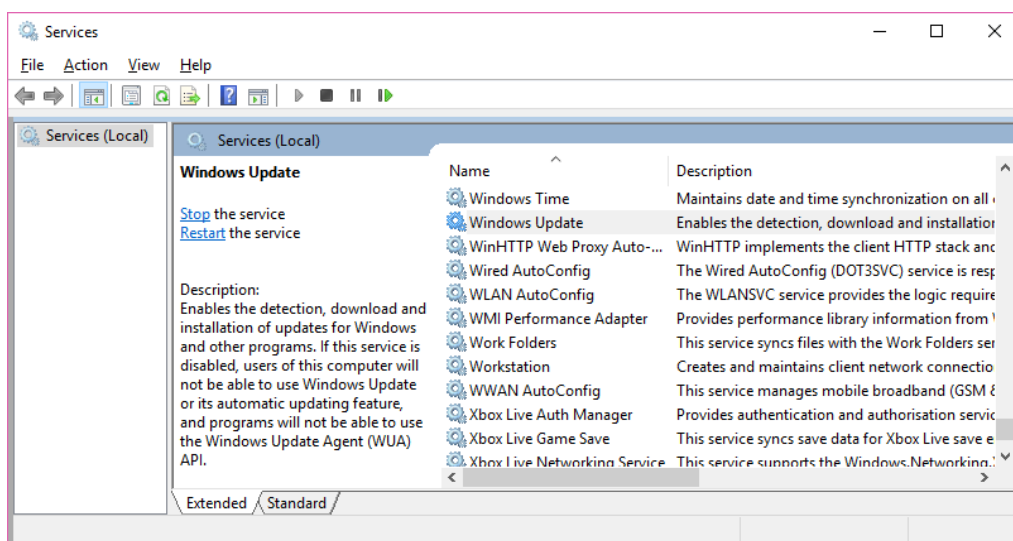 Services
File Action View Help
Services (Local)
Services (Local)
Windows Update
Stop the service
Restart the service
Description:
Enables the detection, download and
installation of updates for Windows
and other programs. If this service is
disabled, users of this computer will
not be able to use Windows Update
or its automatic updating feature,
and programs will not be able to use
the Windows Update Agent (WUA)
API.
Name Description
Windows Time Maintains date and time synchronization on all
Windows Update Enables the detection, download and installation
WinHTTP Web Proxy Auto-... WinHTTP implements the client HTTP stack and
Wired AutoConfig The Wired AutoConfig (DOT3SVC) service is resp
WLAN AutoConfig The WLANSVC service provides the logic require
WMI Performance Adapter Provides performance library information from
Work Folders This service syncs files with the Work Folders ser
Workstation Creates and maintains client network connectio
WWAN AutoConfig This service manages mobile broadband (GSM &
Xbox Live Auth Manager Provides authentication and authorisation servic
Xbox Live Game Save This service syncs save data for Xbox Live save e
Xbox Live Networking Service This service supports the Windows.Networking.
Extended Standard